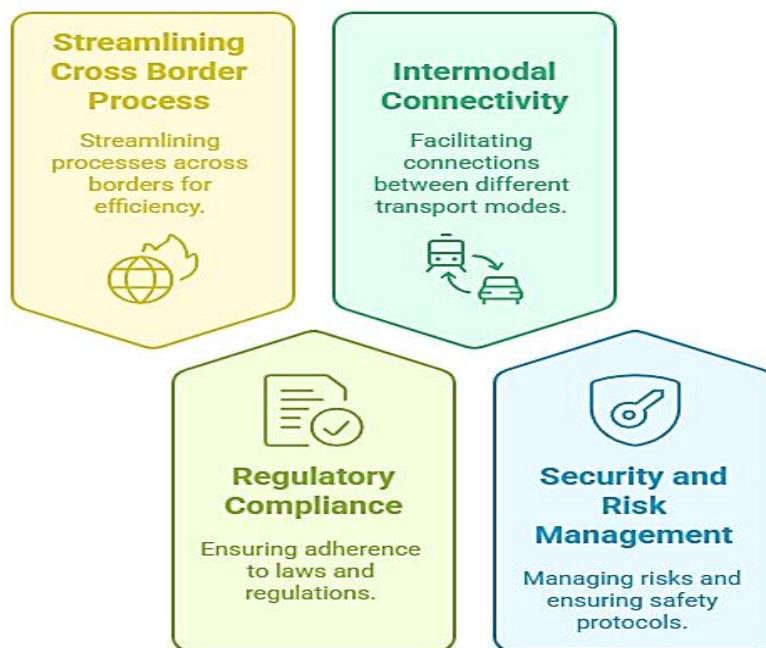 Streamlining
Cross Border
Process
Streamlining
processes across
borders for
efficiency.
Intermodal
Connectivity
Facilitating
connections
between different
transport modes.
Regulatory
Compliance
Ensuring adherence
to laws and
regulations.
Security and
Risk
Management
Managing risks and
ensuring safety
protocols.